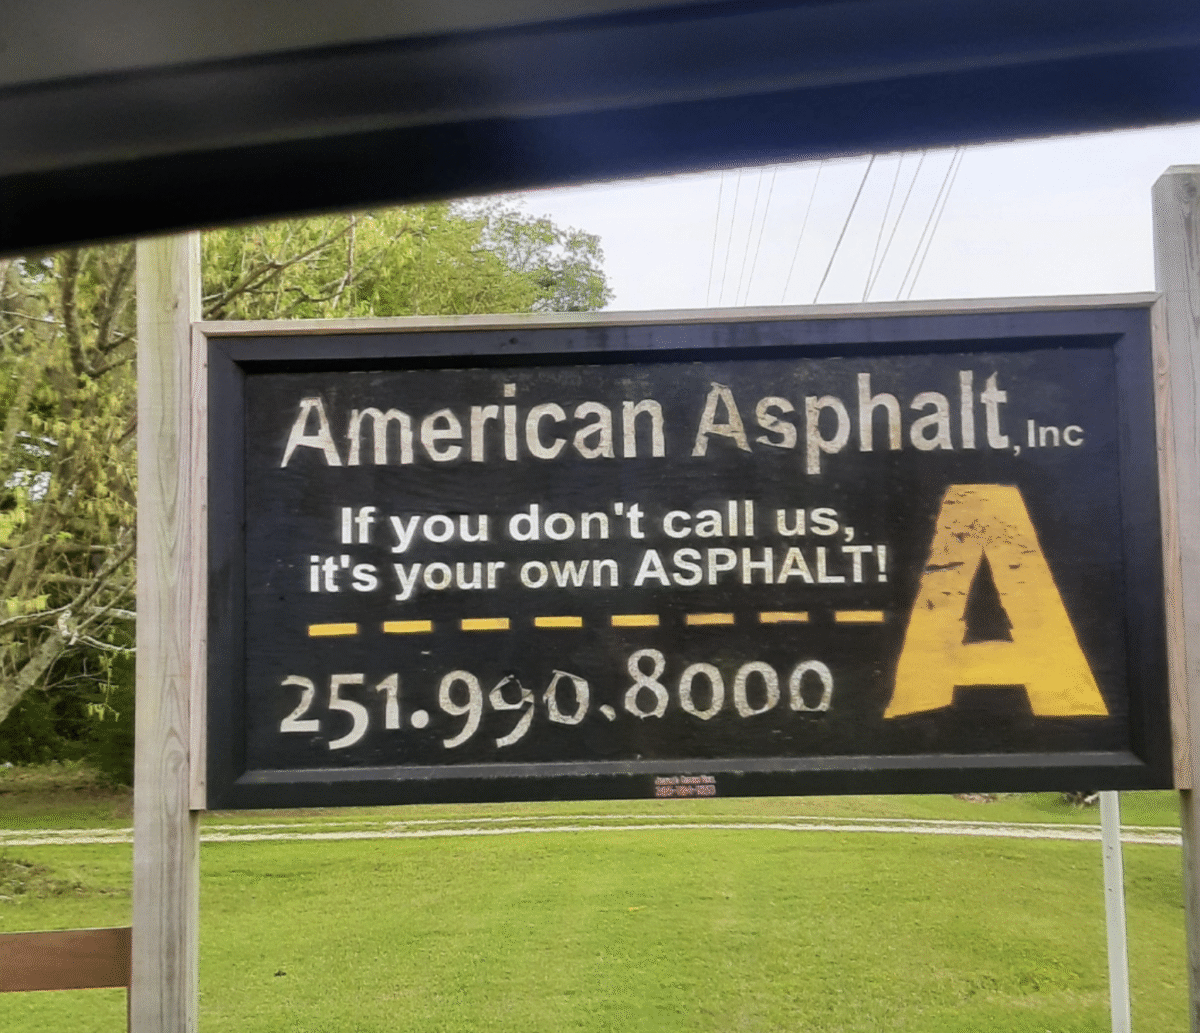 American Asphalt, Inc
If you don't call us,
it's your own ASPHALT!
251.990.8000
A